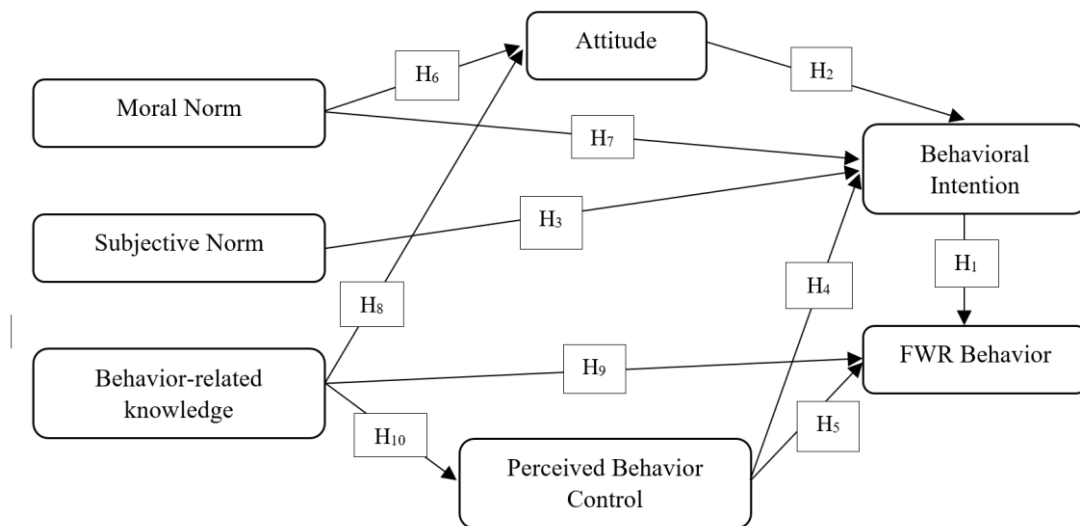 Attitude
H₆
H₂
Moral Norm
H₇
Behavioral
Intention
Subjective Norm
H₃
H₁
H₄
H₈
FWR Behavior
H₉
Behavior-related
knowledge
H₅
H₁₀
Perceived Behavior
Control